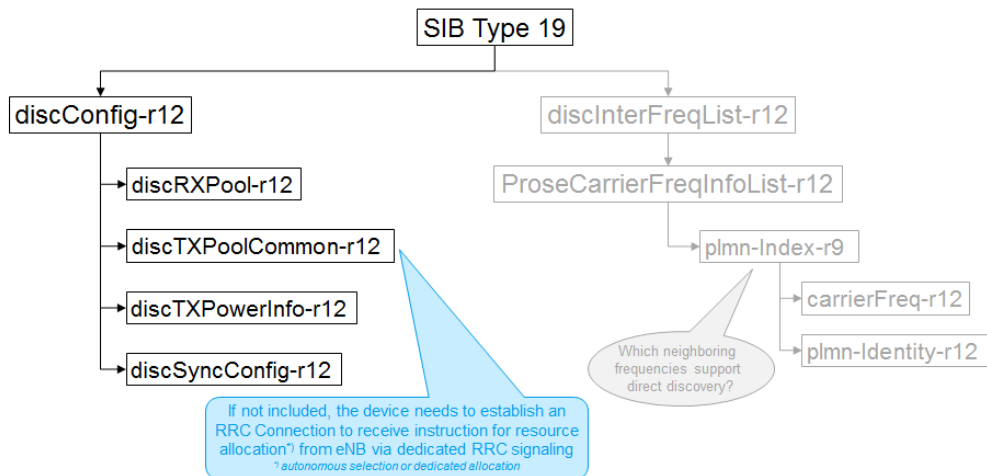 SIB Type 19
discConfig-r12
discRXPool-r12
discTXPoolCommon-r12
discTXPowerInfo-r12
discSyncConfig-r12
If not included, the device needs to establish an
RRC Connection to receive instruction for resource
allocation*) from eNB via dedicated RRC signaling
*) autonomous selection or dedicated allocation
discInterFreqList-r12
ProseCarrierFreqInfoList-r12
plmn-Index-r9
carrierFreq-r12
plmn-Identity-r12
Which neighboring
frequencies support
direct discovery?